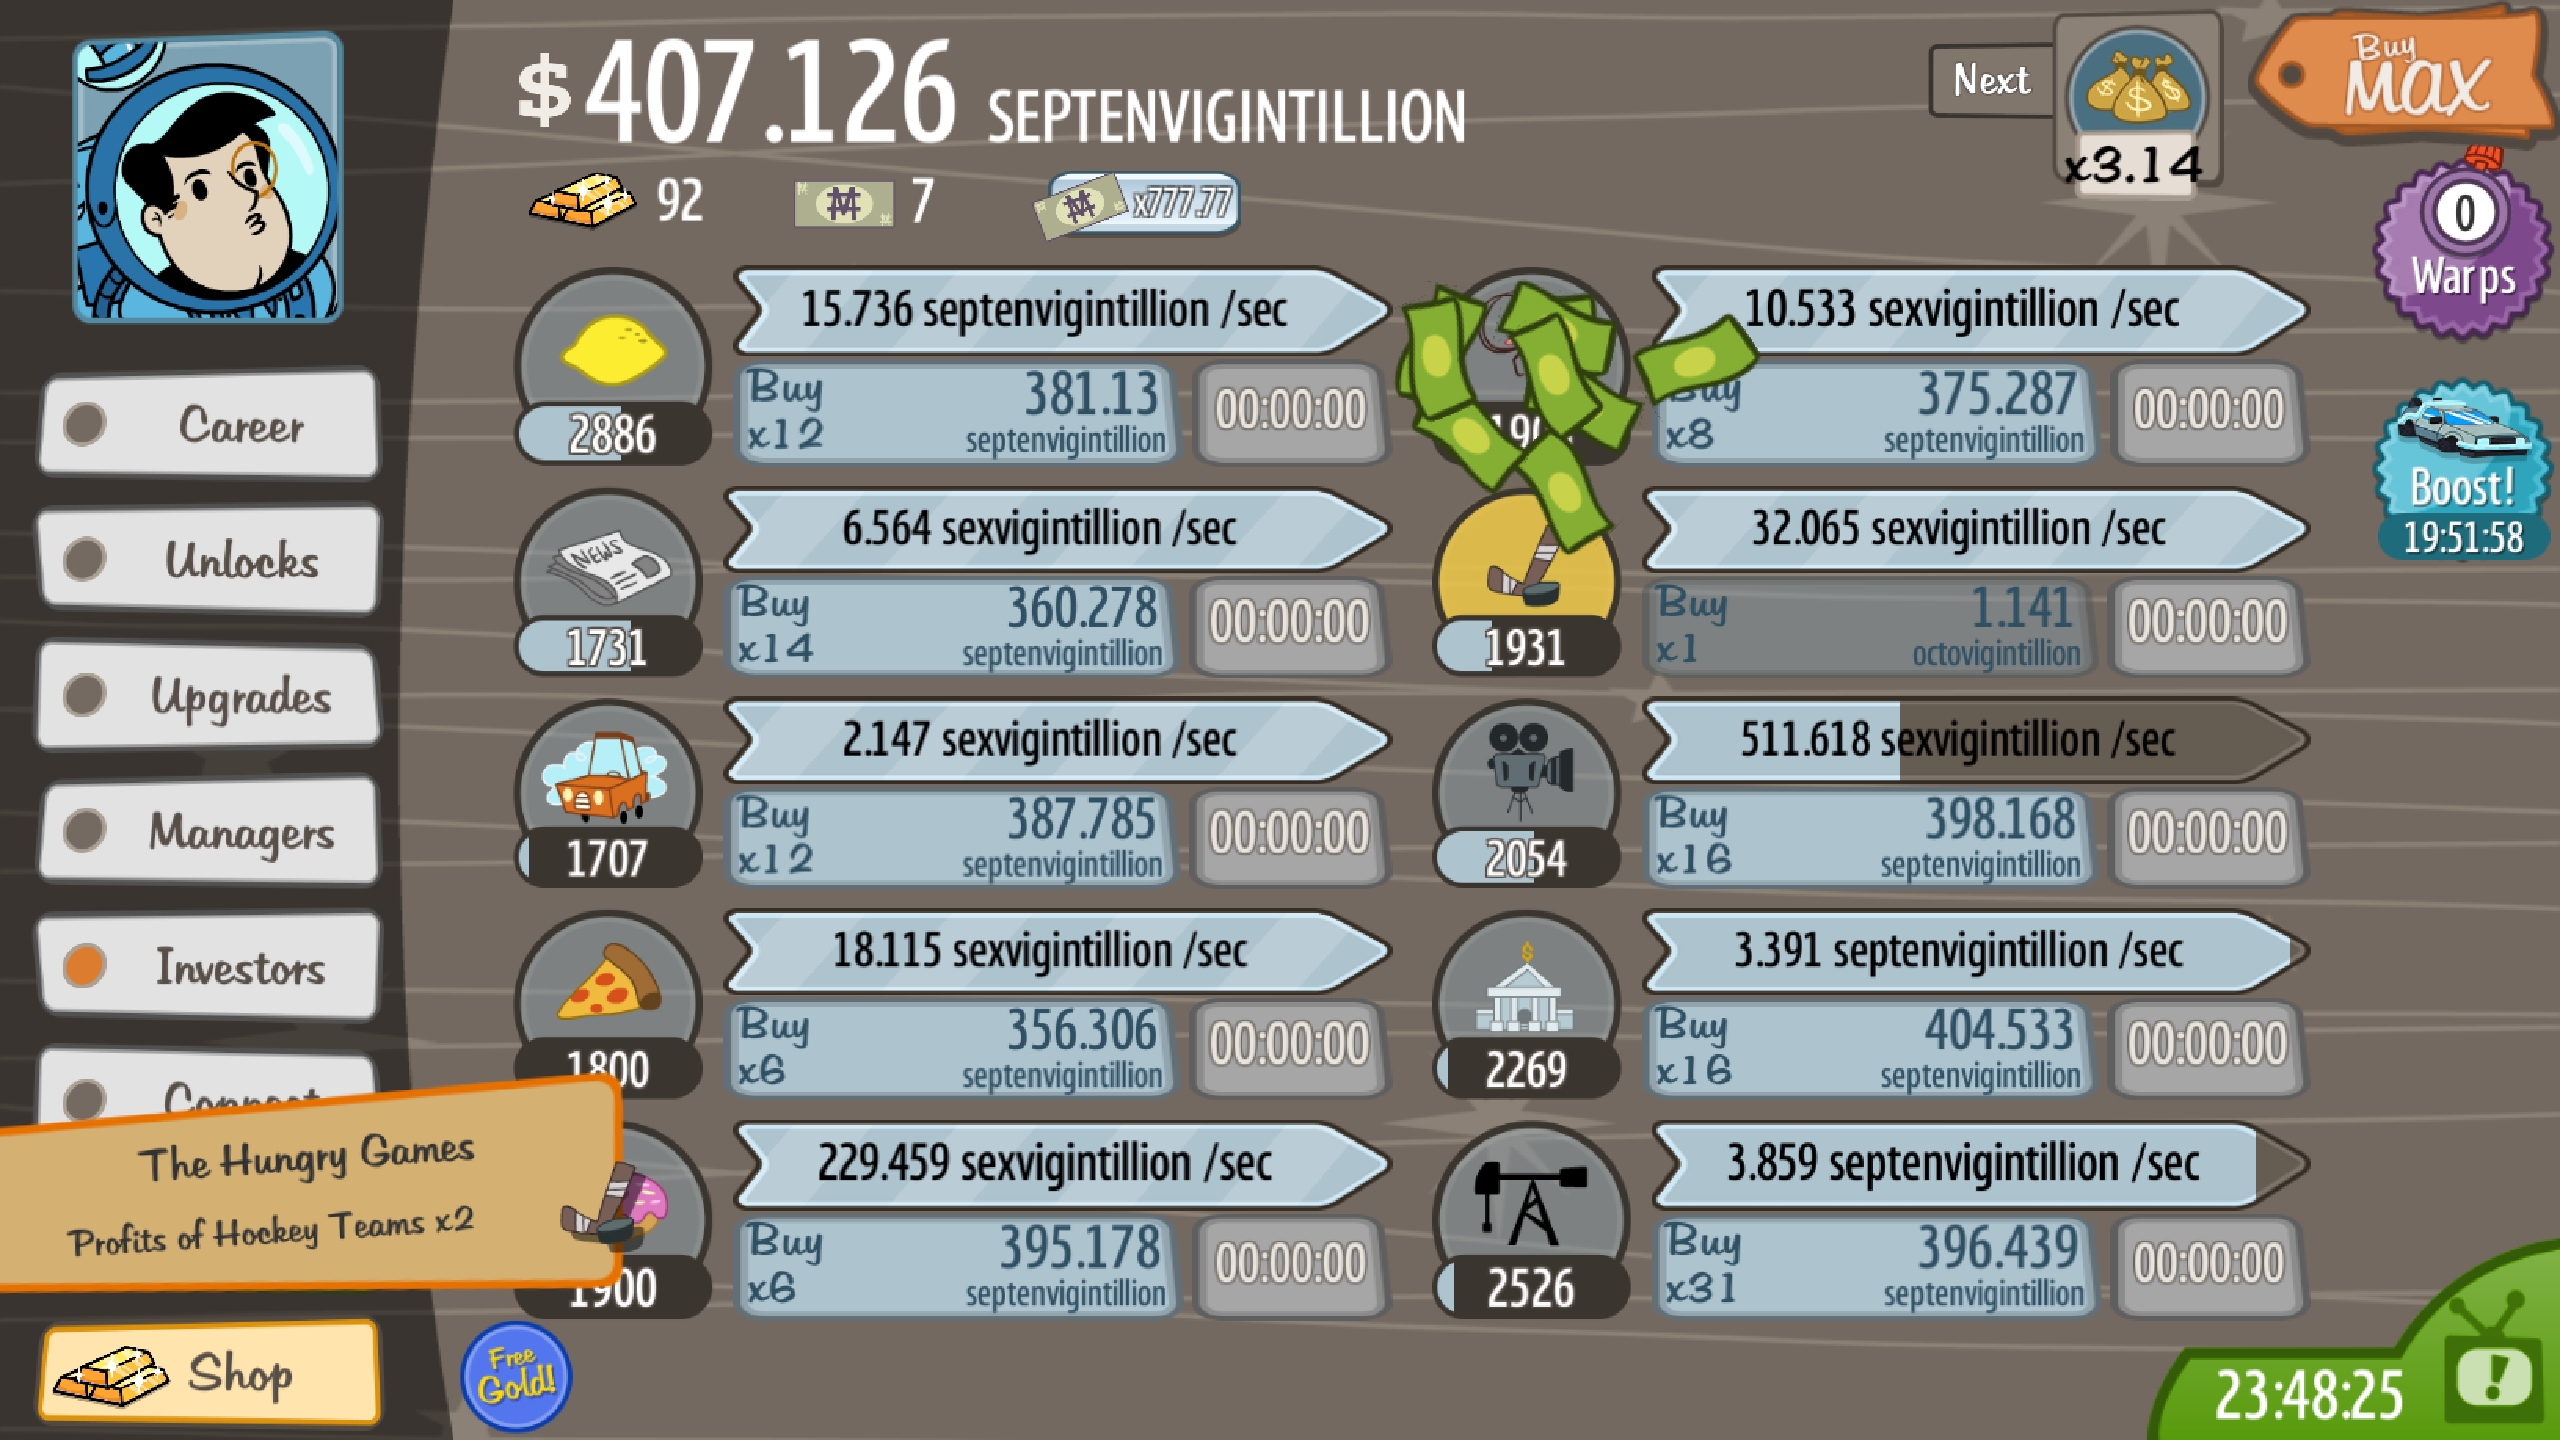 $407.126 SEPTENVIGINTILLION
Next
x3.14
Buy
MAX
92
7
x777.77
0
Warps
Boost!
19:51:58
Career
Unlocks
Upgrades
Managers
Investors
The Hungry Games
Profits of Hockey Teams x2
Shop
Free
Gold!
15.736 septenvigintillion /sec
2886
Buy
x12
381.13
septenvigintillion
00:00:00
10.533 sexvigintillion /sec
Buy
x8
375.287
septenvigintillion
00:00:00
NEWS
6.564 sexvigintillion /sec
1731
Buy
x14
360.278
septenvigintillion
00:00:00
32.065 sexvigintillion /sec
1931
Buy
x1
1.141
octovigintillion
00:00:00
2.147 sexvigintillion /sec
1707
Buy
x12
387.785
septenvigintillion
00:00:00
511.618 sexvigintillion /sec
2054
Buy
x16
398.168
septenvigintillion
00:00:00
18.115 sexvigintillion /sec
1800
Buy
x6
356.306
septenvigintillion
00:00:00
3.391 septenvigintillion /sec
2269
Buy
x16
404.533
septenvigintillion
00:00:00
229.459 sexvigintillion /sec
1900
Buy
x6
395.178
septenvigintillion
00:00:00
3.859 septenvigintillion /sec
2526
Buy
x31
396.439
septenvigintillion
00:00:00
23:48:25